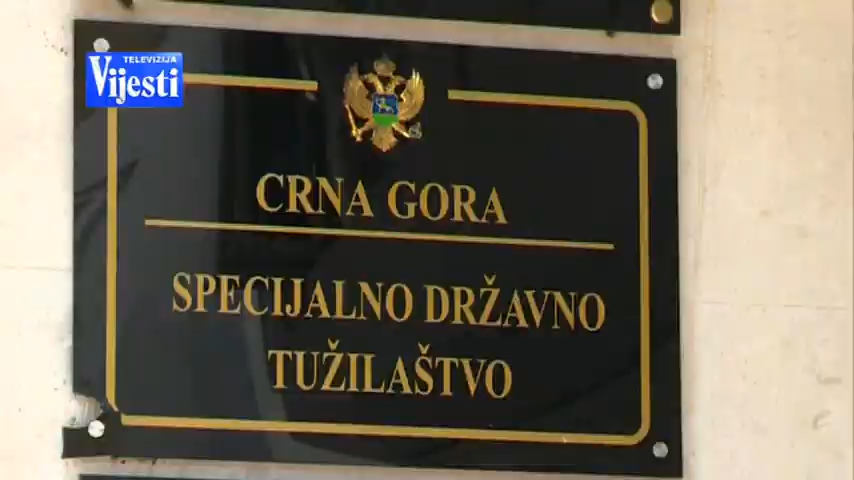 TELEVIZIJA
Vijesti
CRNA GORA
SPECIJALNO DRŽAVNO
TUŽILAŠTVO